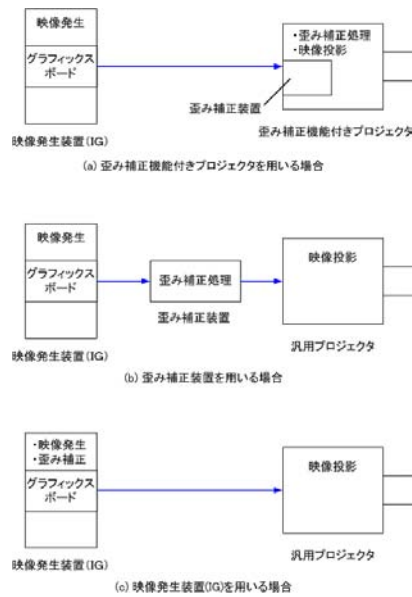 映像発生
グラフィックス
ボード
映像発生装置(IG)
・歪み補正処理
・映像投影
歪み補正装置
歪み補正機能付きプロジェクタ
(a) 歪み補正機能付きプロジェクタを用いる場合
映像発生
グラフィックス
ボード
映像発生装置(IG)
歪み補正処理
歪み補正装置
映像投影
汎用プロジェクタ
(b) 歪み補正装置を用いる場合
・映像発生
・歪み補正
グラフィックス
ボード
映像発生装置(IG)
映像投影
汎用プロジェクタ
(c) 映像発生装置(IG)を用いる場合